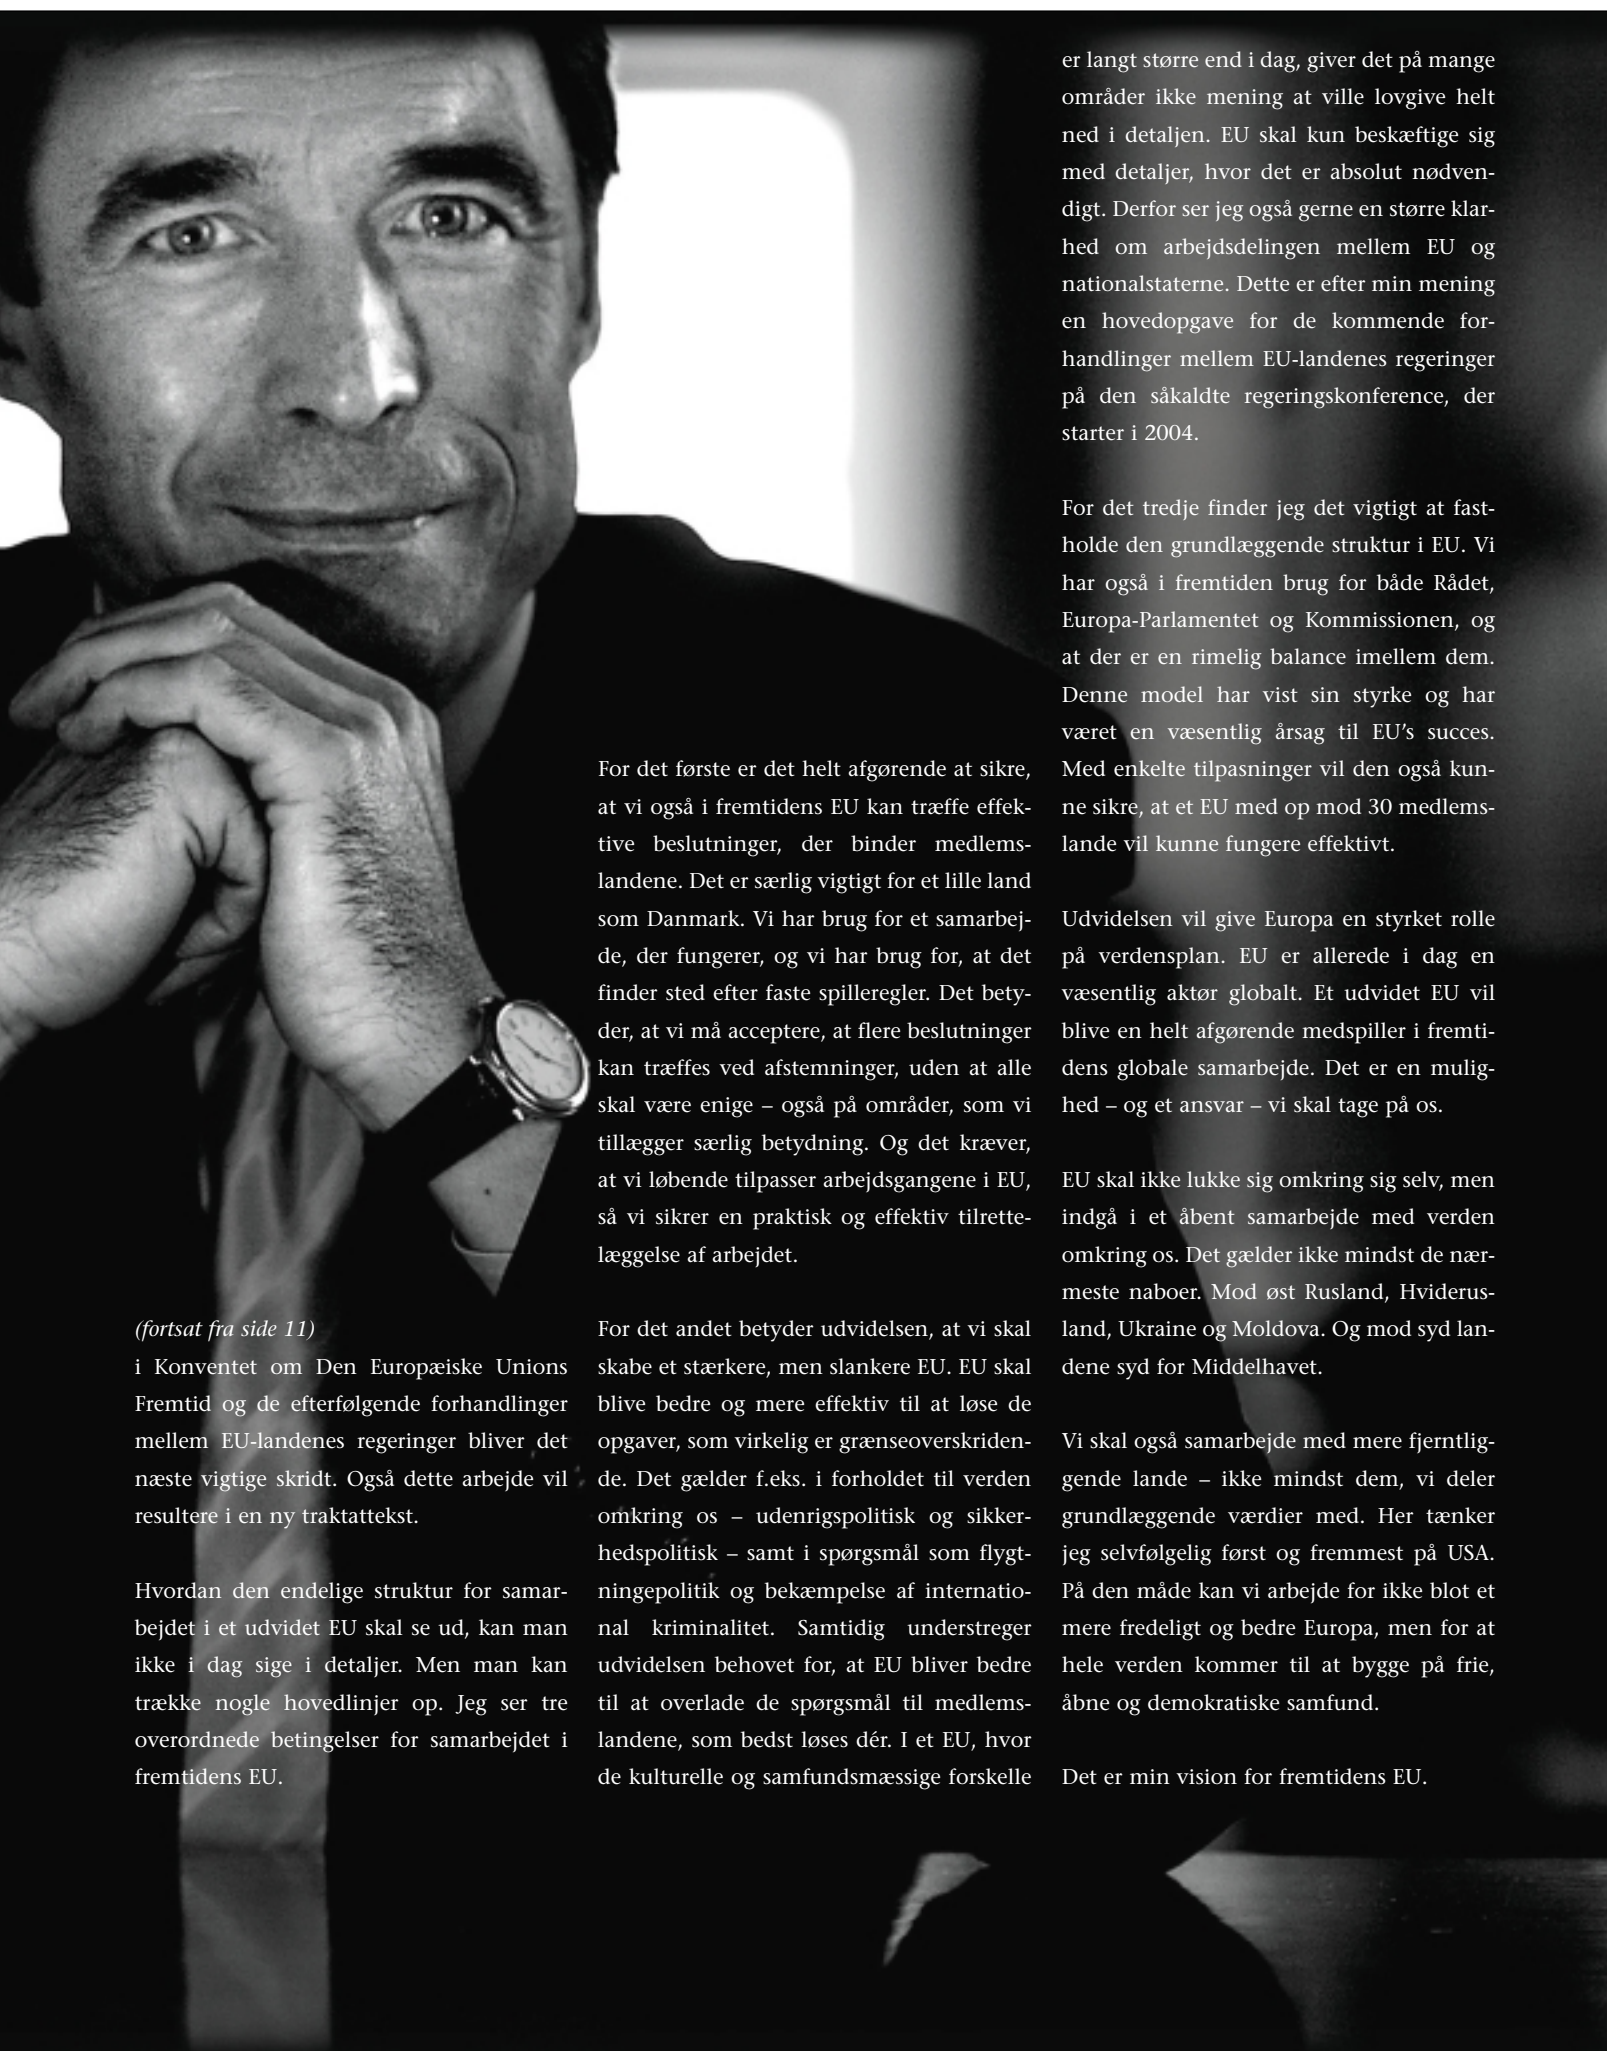 (fortsat fra side 11)
i Konventet om Den Europæiske Unions
Fremtid og de efterfølgende forhandlinger
mellem EU-landenes regeringer bliver det
næste vigtige skridt. Også dette arbejde vil
resultere i en ny traktattekst.
Hvordan den endelige struktur for samar-
bejdet i et udvidet EU skal se ud, kan man
ikke i dag sige i detaljer. Men man kan
trække nogle hovedlinjer op. Jeg ser tre
overordnede betingelser for samarbejdet i
fremtidens EU.
For det første er det helt afgørende at sikre,
at vi også i fremtidens EU kan træffe effek-
tive beslutninger, der binder medlems-
landene. Det er særlig vigtigt for et lille land
som Danmark. Vi har brug for et samarbej-
de, der fungerer, og vi har brug for, at det
finder sted efter faste spilleregler. Det bety-
der, at vi må acceptere, at flere beslutninger
kan træffes ved afstemninger, uden at alle
skal være enige – også på områder, som vi
tillægger særlig betydning. Og det kræver,
at vi løbende tilpasser arbejdsgangene i EU,
så vi sikrer en praktisk og effektiv tilrette-
læggelse af arbejdet.
For det andet betyder udvidelsen, at vi skal
skabe et stærkere, men slankere EU. EU skal
blive bedre og mere effektiv til at løse de
opgaver, som virkelig er grænseoverskriden-
de. Det gælder f.eks. i forholdet til verden
omkring os – udenrigspolitisk og sikker-
hedspolitisk – samt i spørgsmål som flygt-
ningepolitik og bekæmpelse af internatio-
nal kriminalitet. Samtidig understreger
udvidelsen behovet for, at EU bliver bedre
til at overlade de spørgsmål til medlems-
landene, som bedst løses dér. I et EU, hvor
de kulturelle og samfundsmæssige forskelle
er langt større end i dag, giver det på mange
områder ikke mening at ville lovgive helt
ned i detaljen. EU skal kun beskæftige sig
med detaljer, hvor det er absolut nødven-
digt. Derfor ser jeg også gerne en større klar-
hed om arbejdsdelingen mellem EU og
nationalstaterne. Dette er efter min mening
en hovedopgave for de kommende for-
handlinger mellem EU-landenes regeringer
på den såkaldte regeringskonference, der
starter i 2004.
For det tredje finder jeg det vigtigt at fast-
holde den grundlæggende struktur i EU. Vi
har også i fremtiden brug for både Rådet,
Europa-Parlamentet og Kommissionen, og
at der er en rimelig balance imellem dem.
Denne model har vist sin styrke og har
været en væsentlig årsag til EU’s succes.
Med enkelte tilpasninger vil den også kun-
ne sikre, at et EU med op mod 30 medlems-
lande vil kunne fungere effektivt.
Udvidelsen vil give Europa en styrket rolle
på verdensplan. EU er allerede i dag en
væsentlig aktør globalt. Et udvidet EU vil
blive en helt afgørende medspiller i fremti-
dens globale samarbejde. Det er en mulig-
hed – og et ansvar – vi skal tage på os.
EU skal ikke lukke sig omkring sig selv, men
indgå i et åbent samarbejde med verden
omkring os. Det gælder ikke mindst de nær-
meste naboer. Mod øst Rusland, Hviderus-
land, Ukraine og Moldova. Og mod syd lan-
dene syd for Middelhavet.
Vi skal også samarbejde med mere fjerntlig-
gende lande – ikke mindst dem, vi deler
grundlæggende værdier med. Her tænker
jeg selvfølgelig først og fremmest på USA.
På den måde kan vi arbejde for ikke blot et
mere fredeligt og bedre Europa, men for at
hele verden kommer til at bygge på frie,
åbne og demokratiske samfund.
Det er min vision for fremtidens EU.